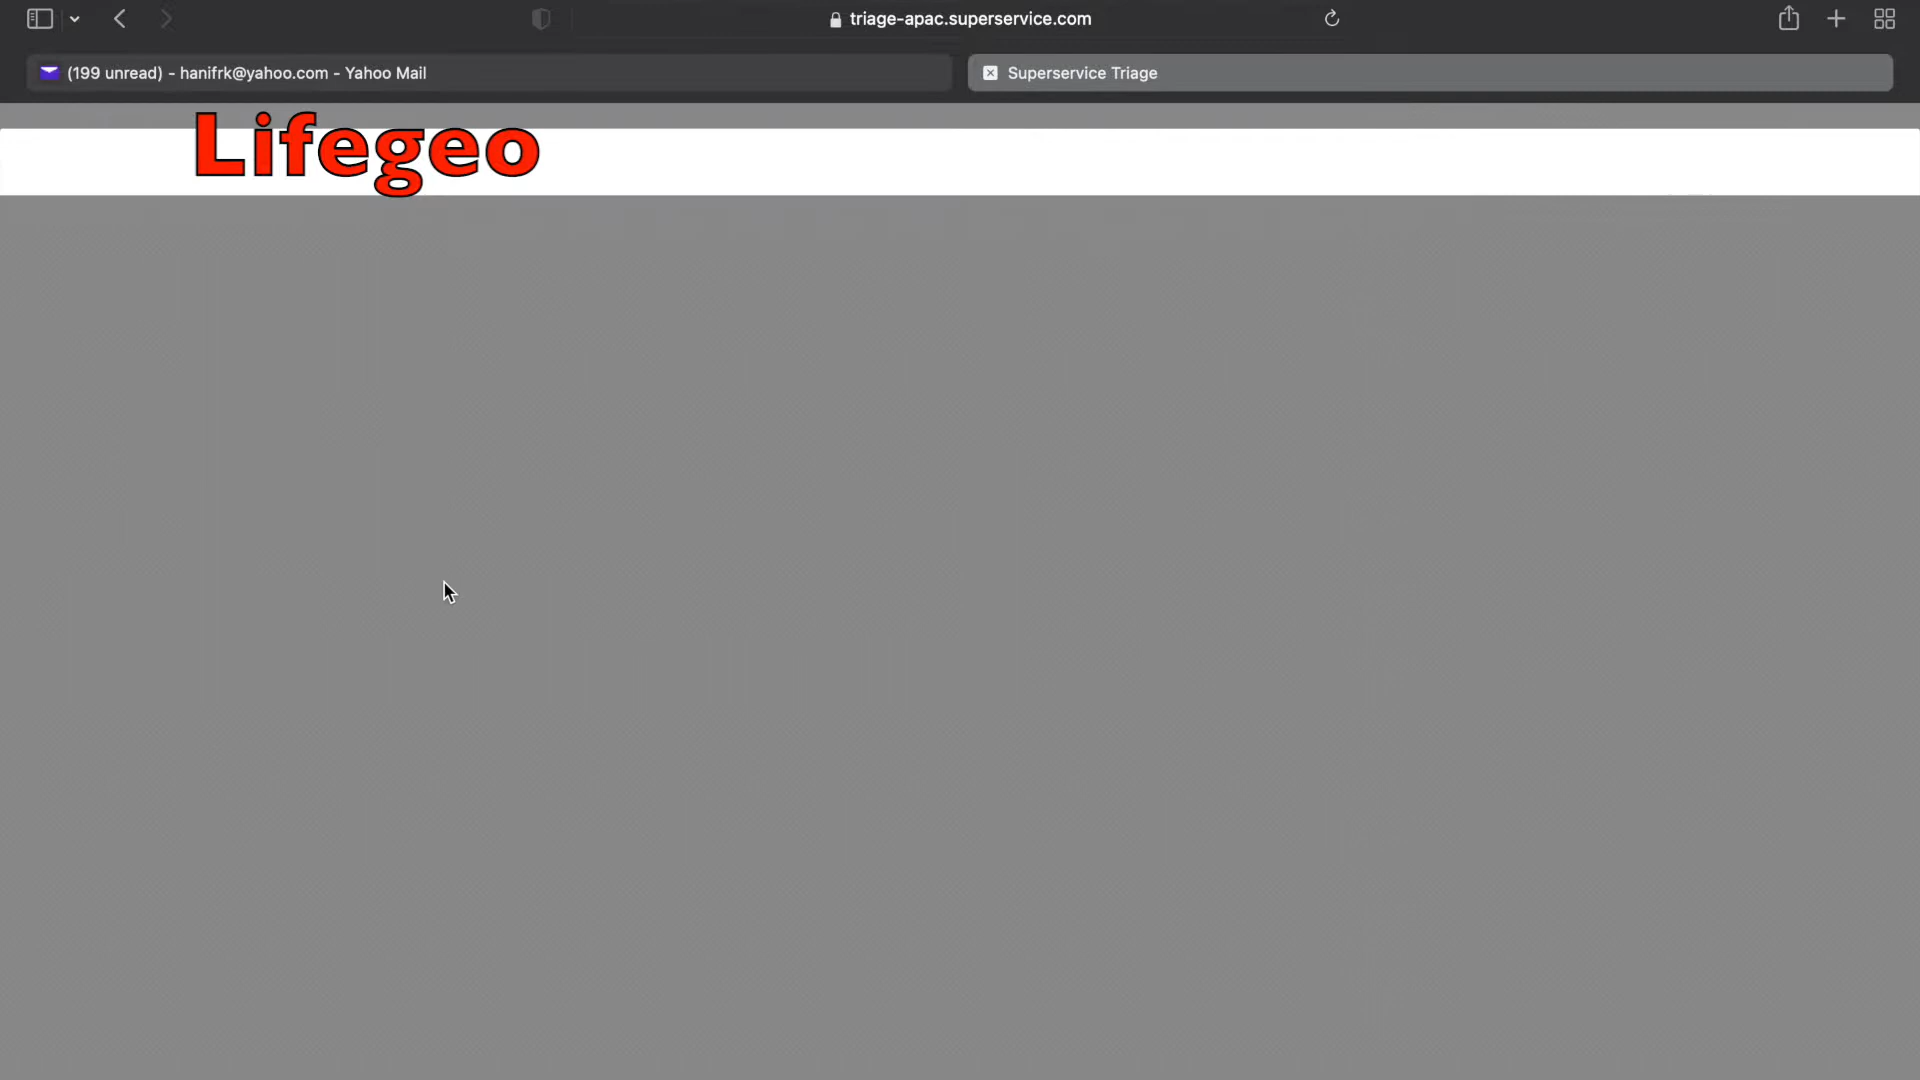 triage-apac.superservice.com
(199 unread) - hanifrk@yahoo.com - Yahoo Mail
Superservice Triage
Lifegeo